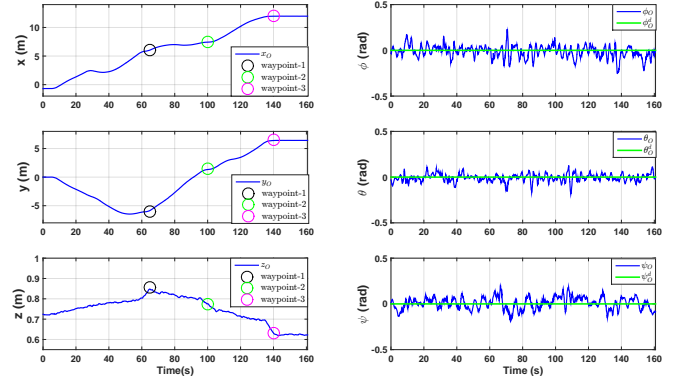 x (m)
10
5
0
0 20 40 60 80 100 120 140 160
x_O
waypoint-1
waypoint-2
waypoint-3
ϕ (rad)
0.5
0
-0.5
0 20 40 60 80 100 120 140 160
ϕ_O
ϕ_O^d
y (m)
5
0
-5
0 20 40 60 80 100 120 140 160
y_O
waypoint-1
waypoint-2
waypoint-3
θ (rad)
0.5
0
-0.5
0 20 40 60 80 100 120 140 160
θ_O
θ_O^d
z (m)
1
0.9
0.8
0.7
0.6
0 20 40 60 80 100 120 140 160
Time(s)
z_O
waypoint-1
waypoint-2
waypoint-3
ψ (rad)
0.5
0
-0.5
0 20 40 60 80 100 120 140 160
Time (s)
ψ_O
ψ_O^d